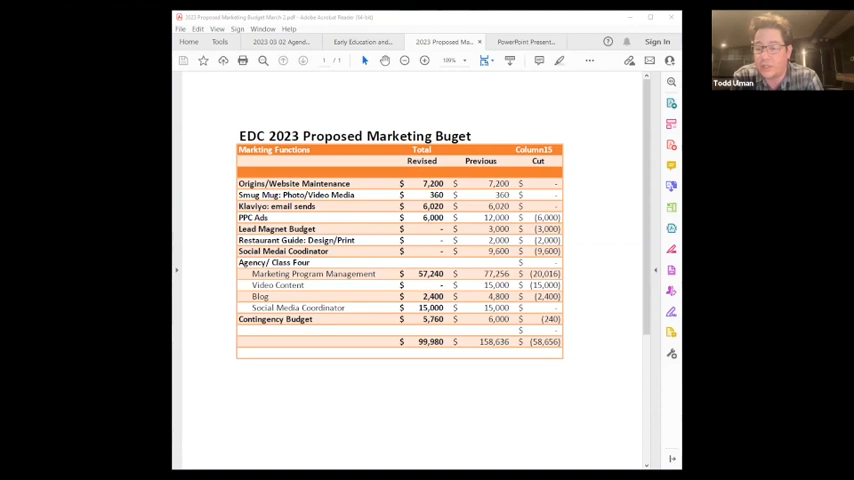 2023 Proposed Marketing Budget March 2.pdf - Adobe Acrobat Reader (64-bit)
File Edit View Sign Window Help
Home Tools 2023 03 02 Agend... Early Education and... 2023 Proposed Ma... × PowerPoint Present... Sign In
1 / 1 109%
Todd Ulman
EDC 2023 Proposed Marketing Buget
Markting Functions Total Column15
Revised Previous Cut
Origins/Website Maintenance $ 7,200 $ 7,200 $ -
Smug Mug: Photo/Video Media $ 360 $ 360 $ -
Klaviyo: email sends $ 6,020 $ 6,020 $ -
PPC Ads $ 6,000 $ 12,000 $ (6,000)
Lead Magnet Budget $ - $ 3,000 $ (3,000)
Restaurant Guide: Design/Print $ - $ 2,000 $ (2,000)
Social Medai Coodinator $ - $ 9,600 $ (9,600)
Agency/ Class Four $ -
Marketing Program Management $ 57,240 $ 77,256 $ (20,016)
Video Content $ - $ 15,000 $ (15,000)
Blog $ 2,400 $ 4,800 $ (2,400)
Social Media Coordinator $ 15,000 $ 15,000 $ -
Contingency Budget $ 5,760 $ 6,000 $ (240)
$ -
$ 99,980 $ 158,636 $ (58,656)